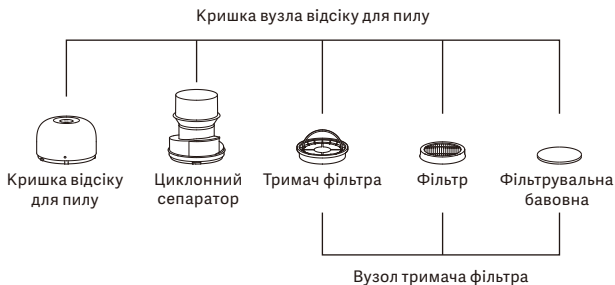 Кришка вузла відсіку для пилу
Кришка відсіку для пилу
Циклонний сепаратор
Тримач фільтра
Фільтр
Фільтрувальна бавовна
Вузол тримача фільтра